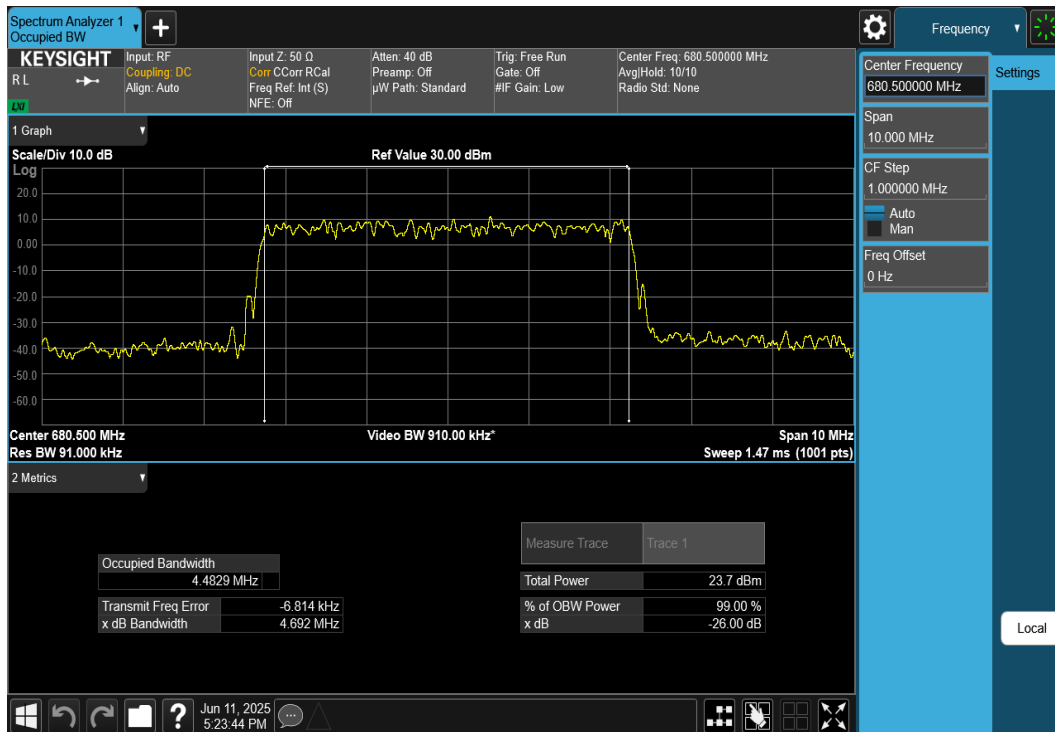 Spectrum Analyzer 1
Occupied BW
+
Frequency
KEYSIGHT
R L
LXI
Input: RF
Coupling: DC
Align: Auto
Input Z: 50 Ω
Corr CCorr RCal
Freq Ref: Int (S)
NFE: Off
Atten: 40 dB
Preamp: Off
µW Path: Standard
Trig: Free Run
Gate: Off
#IF Gain: Low
Center Freq: 680.500000 MHz
Avg|Hold: 10/10
Radio Std: None
Center Frequency
680.500000 MHz
Settings
Span
10.000 MHz
CF Step
1.000000 MHz
Auto
Man
Freq Offset
0 Hz
Local
1 Graph
Scale/Div 10.0 dB
Ref Value 30.00 dBm
Log
20.0
10.0
0.00
-10.0
-20.0
-30.0
-40.0
-50.0
-60.0
Center 680.500 MHz
Video BW 910.00 kHz*
Span 10 MHz
Res BW 91.000 kHz
Sweep 1.47 ms (1001 pts)
2 Metrics
Occupied Bandwidth
4.4829 MHz
Transmit Freq Error -6.814 kHz
x dB Bandwidth 4.692 MHz
Measure Trace Trace 1
Total Power 23.7 dBm
% of OBW Power 99.00 %
x dB -26.00 dB
?
Jun 11, 2025
5:23:44 PM